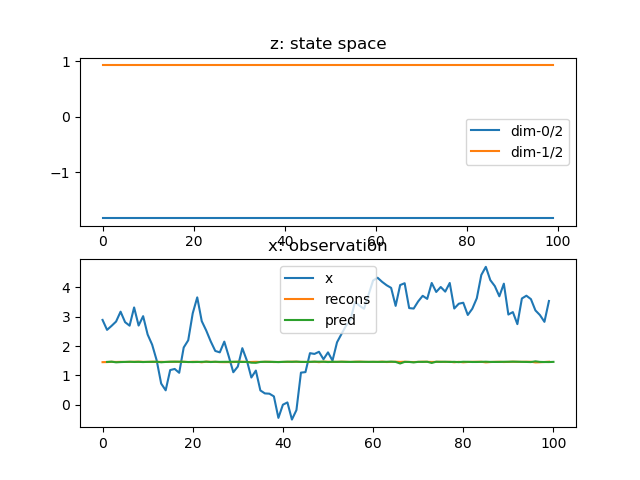 z: state space
1
0
−1
dim-0/2
dim-1/2
0 20 40 60 80 100
x: observation
4
3
2
1
0
x
recons
pred
0 20 40 60 80 100